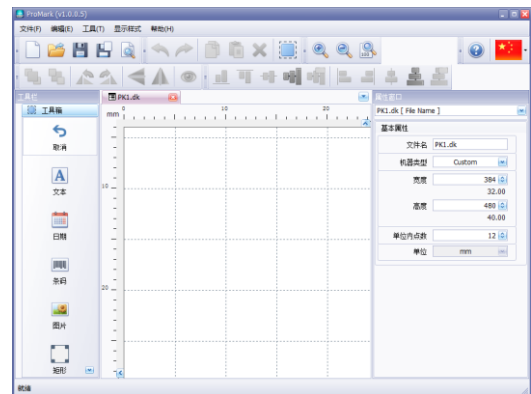 ProMark (v1.0.8.5)
文件(F) 编辑(E) 工具(T) 显示样式 帮助(H)
工具栏
PK1.dk
属性窗口
工具箱
mm
0 10 20
PK1.dk [ File Name ]
取消
基本属性
文件名 PK1.dk
机器类型 Custom
A
文本
宽度 384
32.00
10
高度 480
40.00
日期
单位内点数 12
单位 mm
条码
20
图片
矩形
就绪